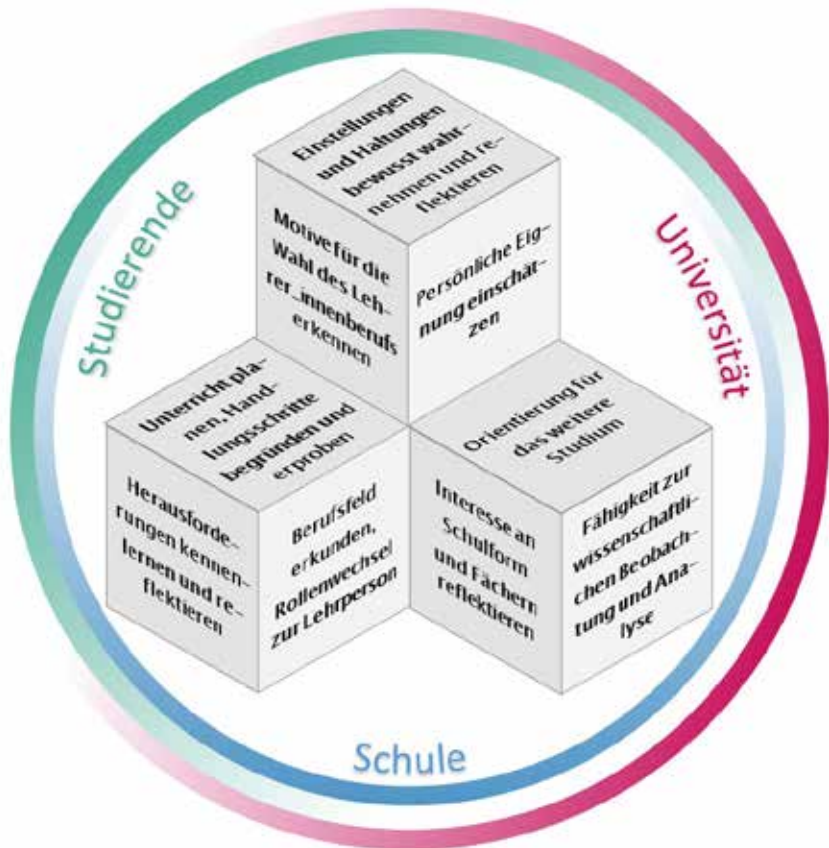 Studierende
Universität
Einstellungen
und Haltungen
bewusst wahr-
nehmen und re-
flektieren
Motive für die
Wahl des Leh-
rer_innenberufs
erkennen
Persönliche Eig-
nung einschät-
zen
Unterricht pla-
nen, Hand-
lungsschritte
begründen und
erproben
Herausforde-
rungen kennen-
lernen und re-
flektieren
Berufsfeld
erkunden,
Rollenwechsel
zur Lehrperson
Orientierung für
das weitere
Studium
Interesse an
Schulform
und Fächern
reflektieren
Fähigkeit zur
wissenschaftli-
chen Beobach-
tung und Ana-
lyse
Schule